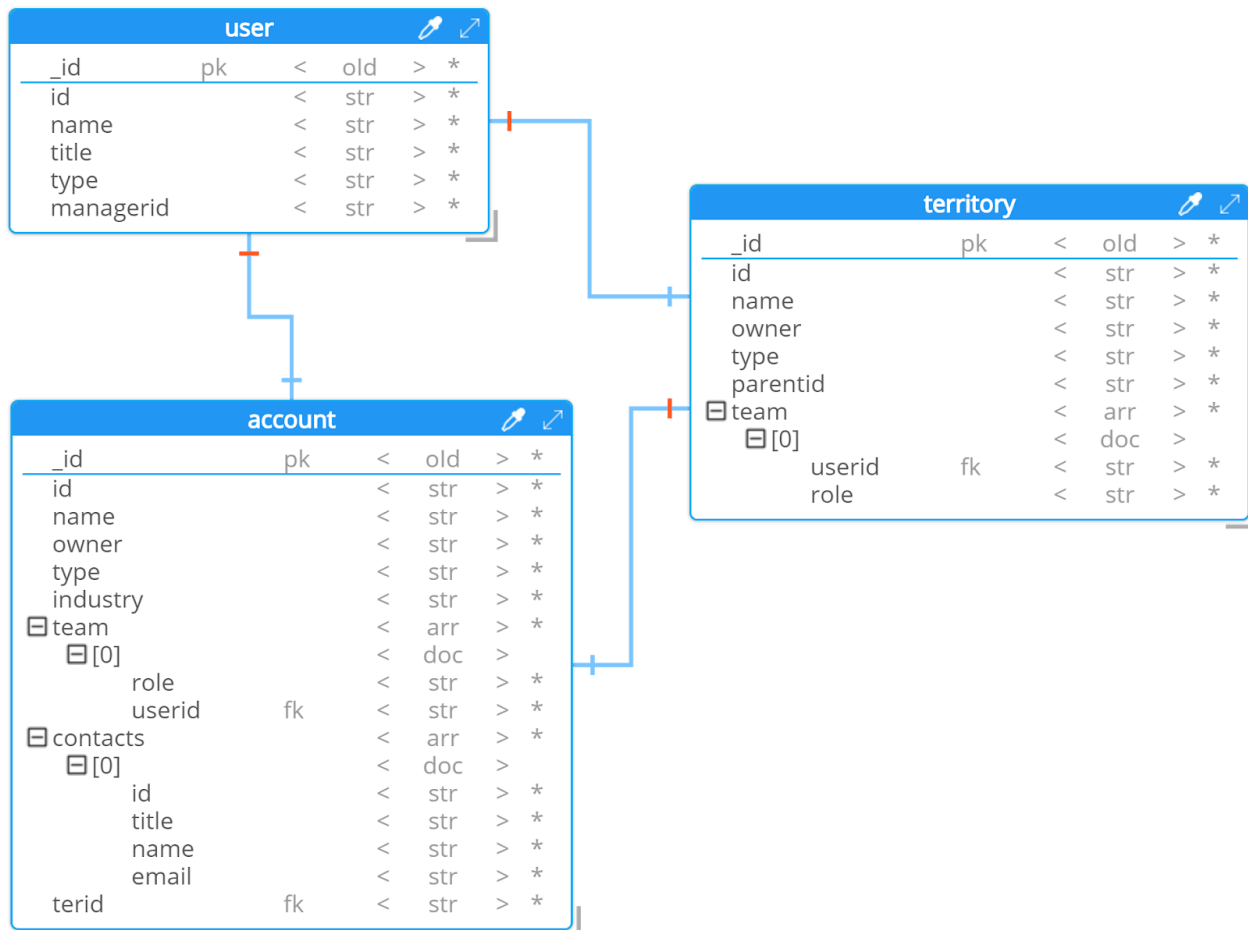 user
_id pk < old > *
id < str > *
name < str > *
title < str > *
type < str > *
managerid < str > *
territory
_id pk < old > *
id < str > *
name < str > *
owner < str > *
type < str > *
parentid < str > *
team < arr > *
[0] < doc >
userid fk < str > *
role < str > *
account
_id pk < old > *
id < str > *
name < str > *
owner < str > *
type < str > *
industry < str > *
team < arr > *
[0] < doc >
role < str > *
userid fk < str > *
contacts < arr > *
[0] < doc >
id < str > *
title < str > *
name < str > *
email < str > *
terid fk < str > *